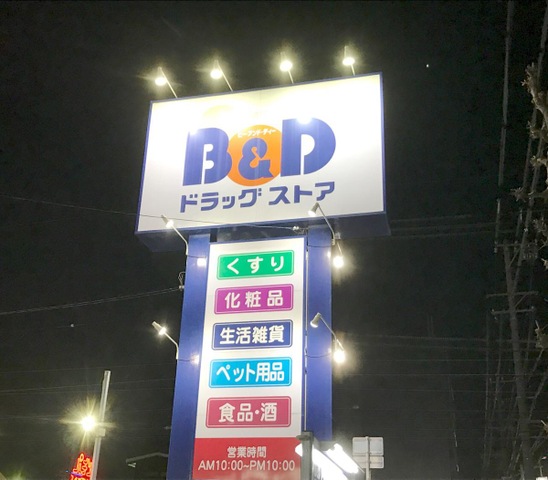 ビーアンド・ディー
B&D
ドラッグ ストア
くすり
化粧品
生活雑貨
ペット用品
食品・酒
営業時間
AM10:00~PM10:00